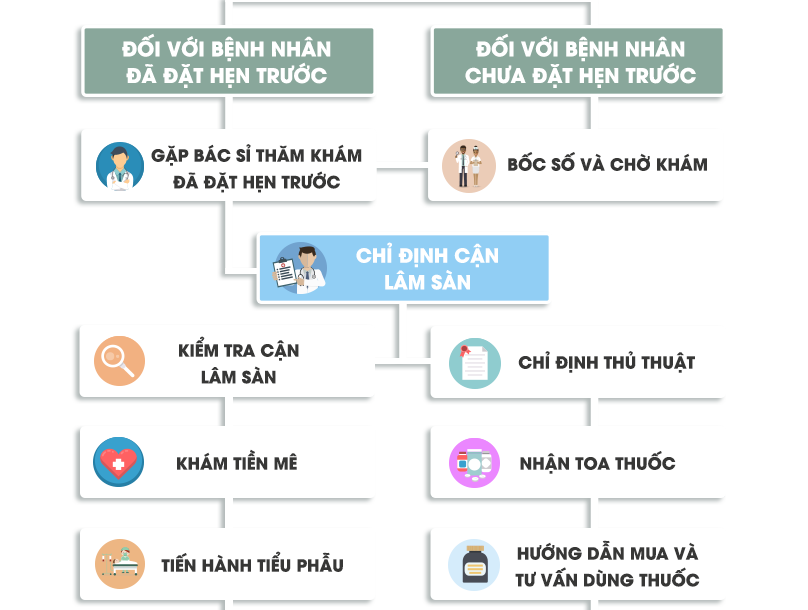 ĐỐI VỚI BỆNH NHÂN
ĐÃ ĐẶT HẸN TRƯỚC
ĐỐI VỚI BỆNH NHÂN
CHƯA ĐẶT HẸN TRƯỚC
GẶP BÁC SĨ THĂM KHÁM
ĐÃ ĐẶT HẸN TRƯỚC
BỐC SỐ VÀ CHỜ KHÁM
CHỈ ĐỊNH CẬN
LÂM SÀN
KIỂM TRA CẬN
LÂM SÀN
CHỈ ĐỊNH THỦ THUẬT
KHÁM TIỀN MÊ
NHẬN TOA THUỐC
TIẾN HÀNH TIỂU PHẪU
HƯỚNG DẪN MUA VÀ
TƯ VẤN DÙNG THUỐC